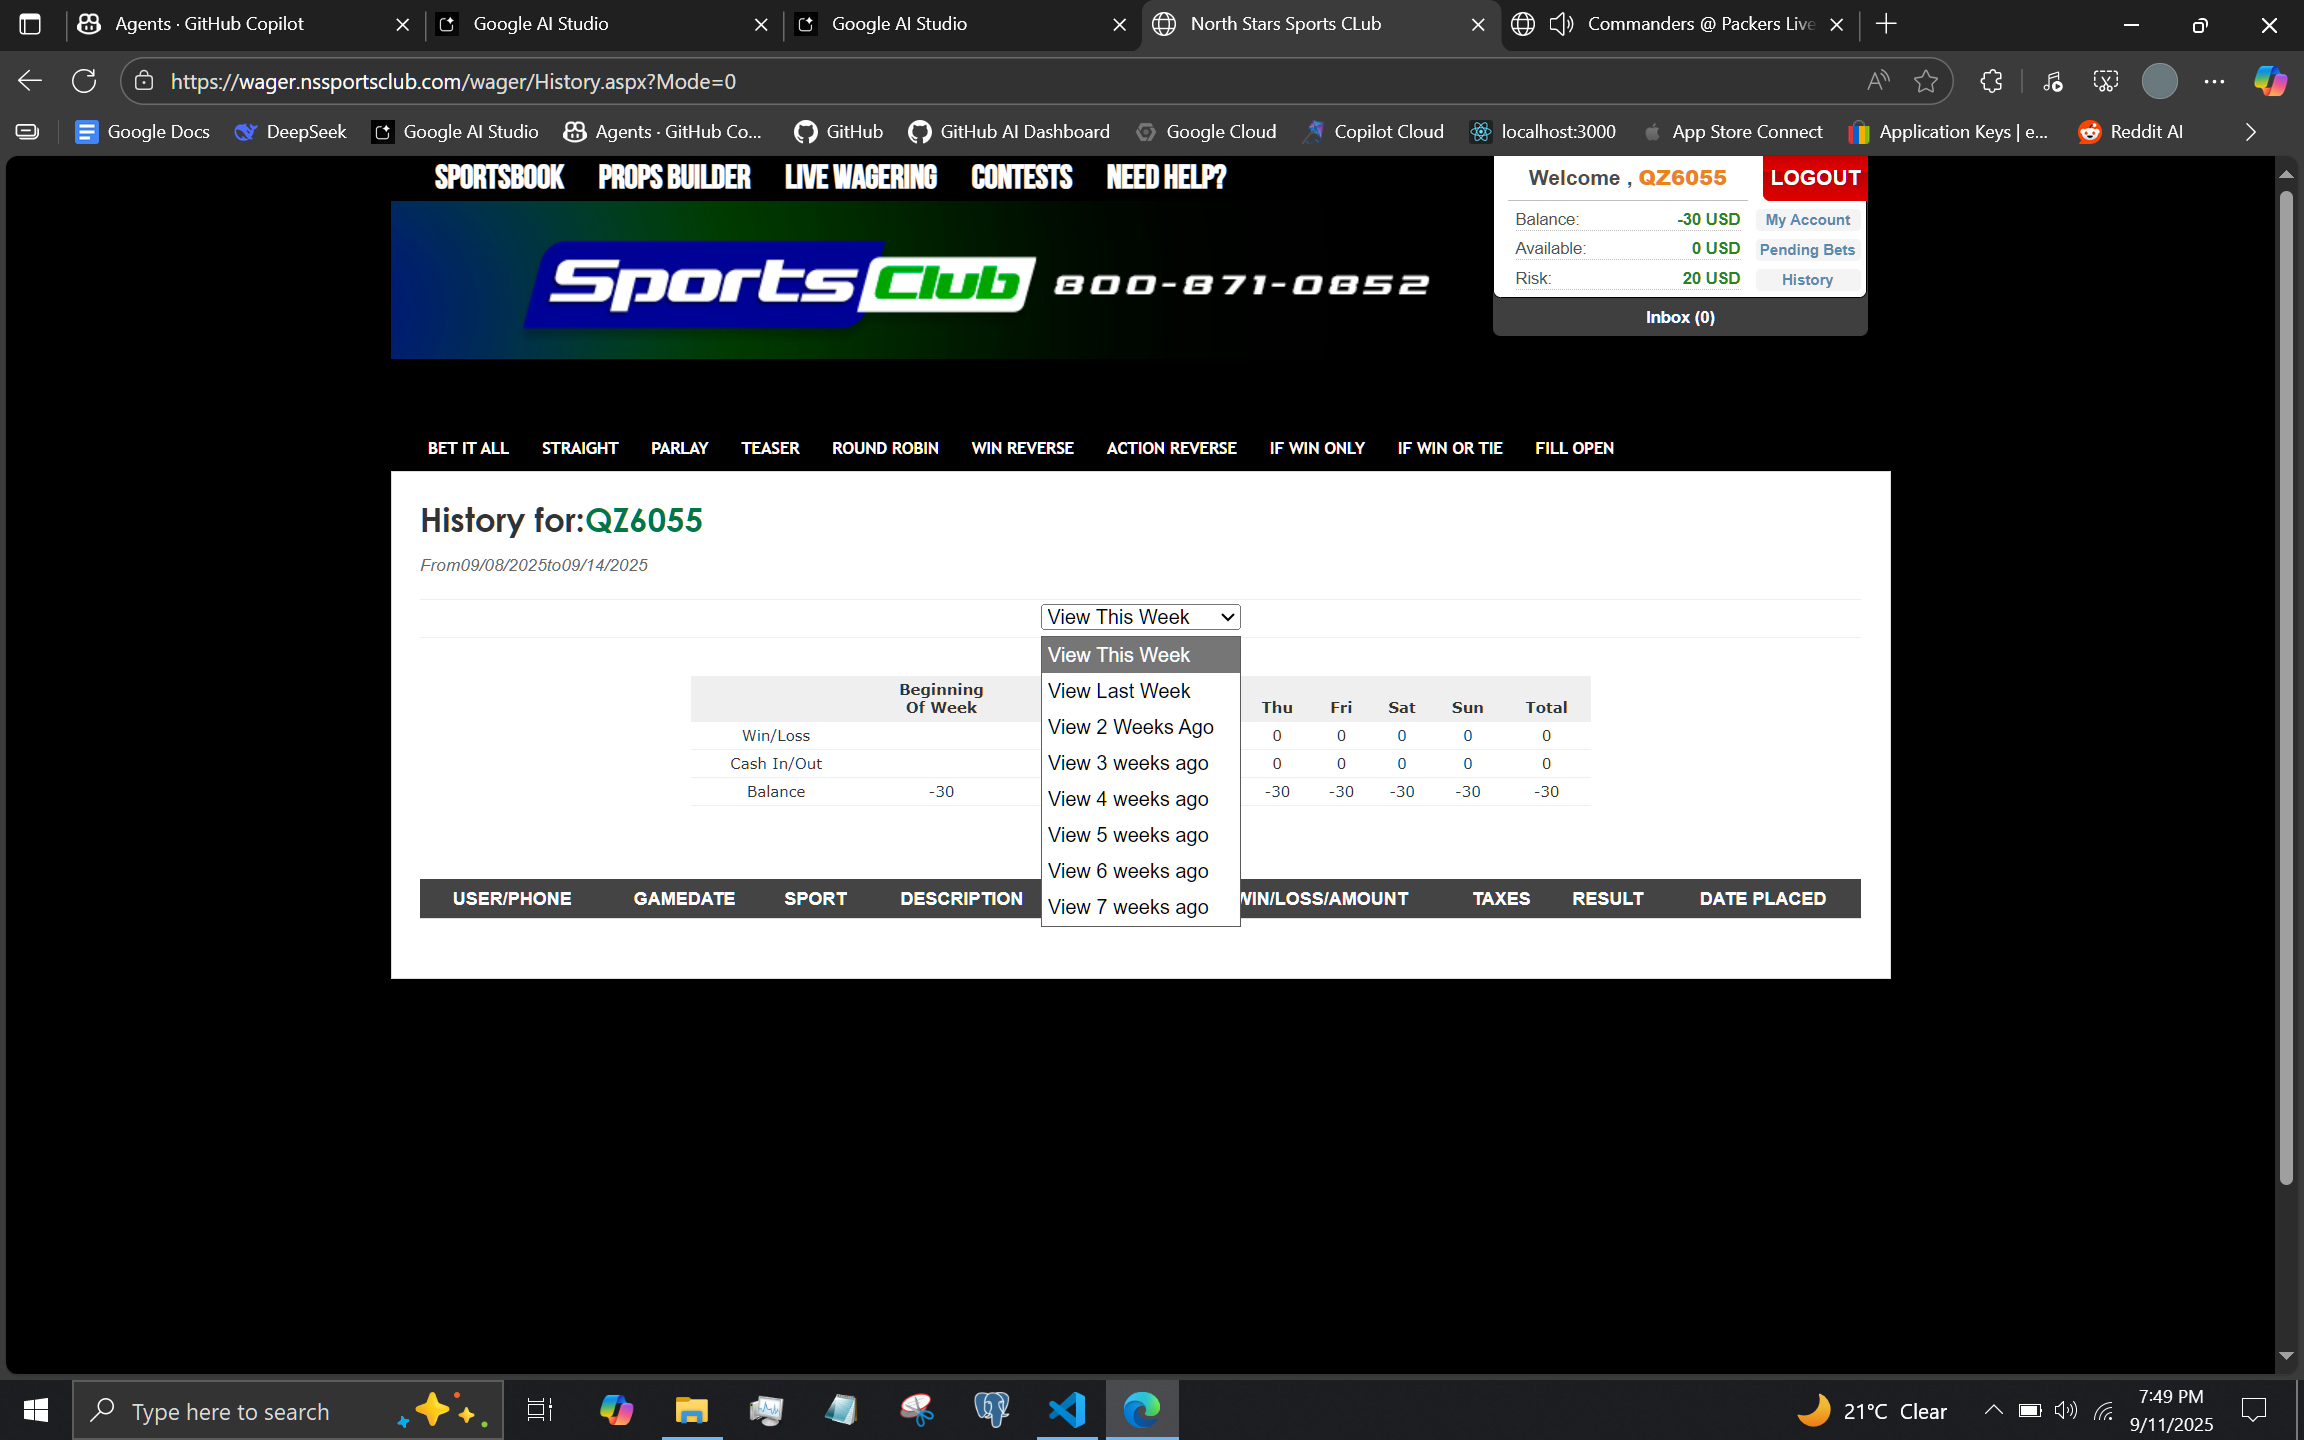 Agents · GitHub Copilot
Google AI Studio
Google AI Studio
North Stars Sports CLub
Commanders @ Packers Live
https://wager.nssportsclub.com/wager/History.aspx?Mode=0
Google Docs
DeepSeek
Google AI Studio
Agents · GitHub Co...
GitHub
GitHub AI Dashboard
Google Cloud
Copilot Cloud
localhost:3000
App Store Connect
Application Keys | e...
Reddit AI
SPORTSBOOK PROPS BUILDER LIVE WAGERING CONTESTS NEED HELP?
Welcome , QZ6055
LOGOUT
Balance: -30 USD My Account
Available: 0 USD Pending Bets
Risk: 20 USD History
Inbox (0)
Sports Club 800-871-0852
BET IT ALL STRAIGHT PARLAY TEASER ROUND ROBIN WIN REVERSE ACTION REVERSE IF WIN ONLY IF WIN OR TIE FILL OPEN
History for:QZ6055
From09/08/2025to09/14/2025
View This Week
View This Week
View Last Week
View 2 Weeks Ago
View 3 weeks ago
View 4 weeks ago
View 5 weeks ago
View 6 weeks ago
View 7 weeks ago
Beginning
Of Week Thu Fri Sat Sun Total
Win/Loss 0 0 0 0 0
Cash In/Out 0 0 0 0 0
Balance -30 -30 -30 -30 -30 -30
USER/PHONE GAMEDATE SPORT DESCRIPTION WIN/LOSS/AMOUNT TAXES RESULT DATE PLACED
Type here to search
21°C Clear
7:49 PM
9/11/2025